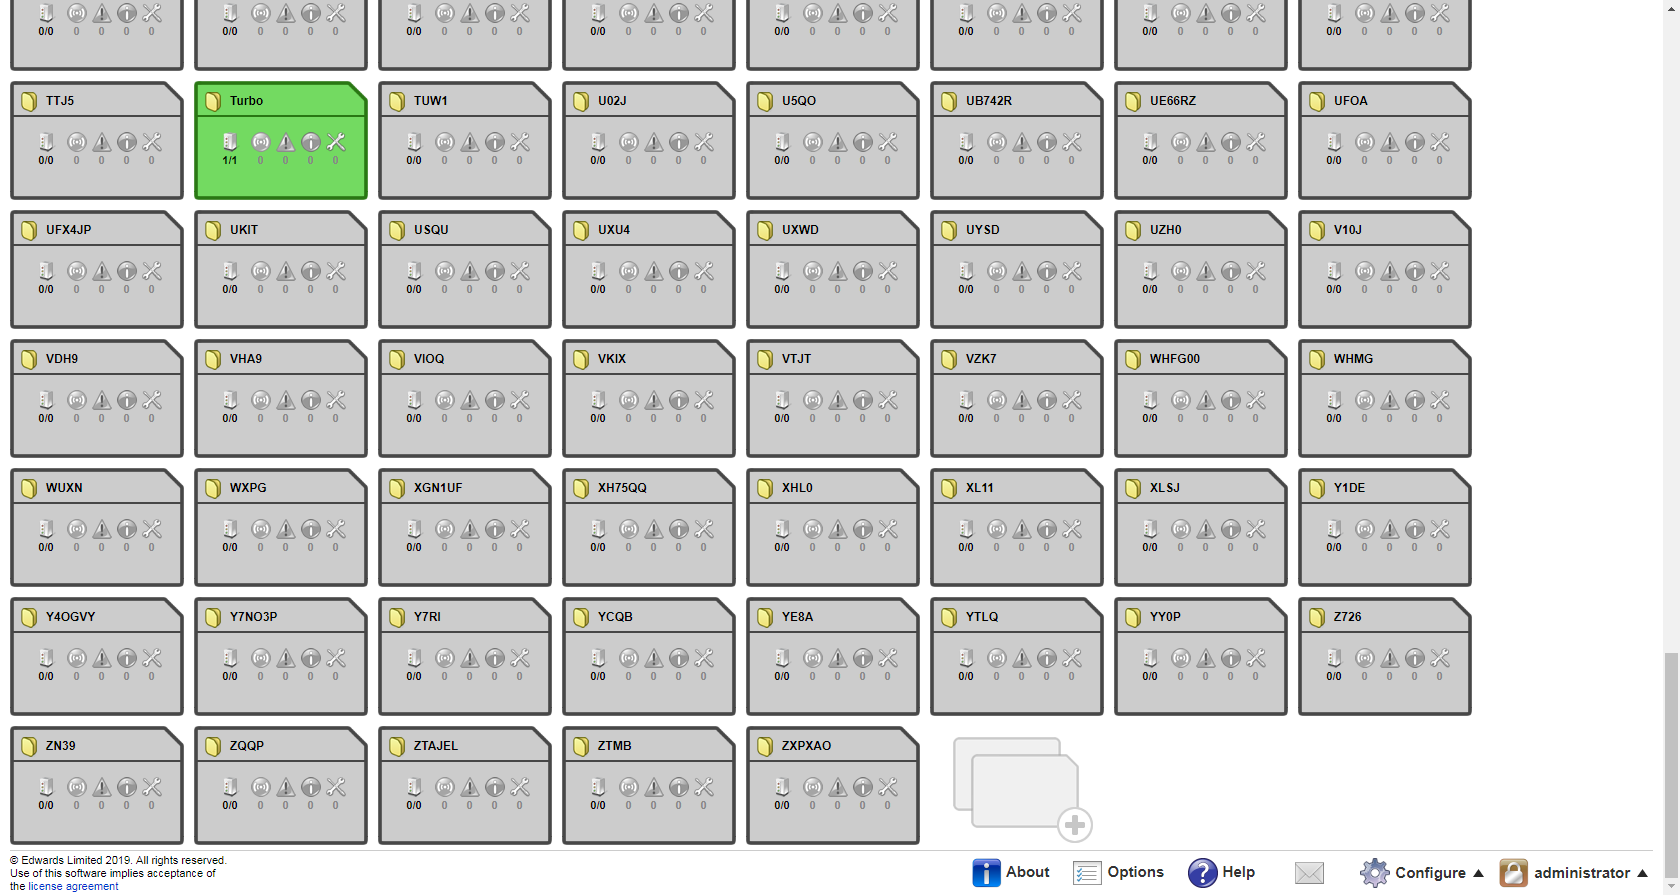 0/0 0 0 0 0 0/0 0 0 0 0 0/0 0 0 0 0 0/0 0 0 0 0 0/0 0 0 0 0 0/0 0 0 0 0 0/0 0 0 0 0 0/0 0 0 0 0
TTJ5 Turbo TUW1 U02J U5QO UB742R UE66RZ UFOA
0/0 0 0 0 0 1/1 0 0 0 0 0/0 0 0 0 0 0/0 0 0 0 0 0/0 0 0 0 0 0/0 0 0 0 0 0/0 0 0 0 0 0/0 0 0 0 0
UFX4JP UKIT USQU UXU4 UXWD UYSD UZH0 V10J
0/0 0 0 0 0 0/0 0 0 0 0 0/0 0 0 0 0 0/0 0 0 0 0 0/0 0 0 0 0 0/0 0 0 0 0 0/0 0 0 0 0 0/0 0 0 0 0
VDH9 VHA9 VIOQ VKIX VTJT VZK7 WHFG00 WHMG
0/0 0 0 0 0 0/0 0 0 0 0 0/0 0 0 0 0 0/0 0 0 0 0 0/0 0 0 0 0 0/0 0 0 0 0 0/0 0 0 0 0 0/0 0 0 0 0
WUXN WXPG XGN1UF XH75QQ XHL0 XL11 XLSJ Y1DE
0/0 0 0 0 0 0/0 0 0 0 0 0/0 0 0 0 0 0/0 0 0 0 0 0/0 0 0 0 0 0/0 0 0 0 0 0/0 0 0 0 0 0/0 0 0 0 0
Y4OGVY Y7NO3P Y7RI YCQB YE8A YTLQ YY0P Z726
0/0 0 0 0 0 0/0 0 0 0 0 0/0 0 0 0 0 0/0 0 0 0 0 0/0 0 0 0 0 0/0 0 0 0 0 0/0 0 0 0 0 0/0 0 0 0 0
ZN39 ZQQP ZTAJEL ZTMB ZXPXAO
0/0 0 0 0 0 0/0 0 0 0 0 0/0 0 0 0 0 0/0 0 0 0 0 0/0 0 0 0 0
© Edwards Limited 2019. All rights reserved.
Use of this software implies acceptance of
the license agreement
About Options Help Configure administrator